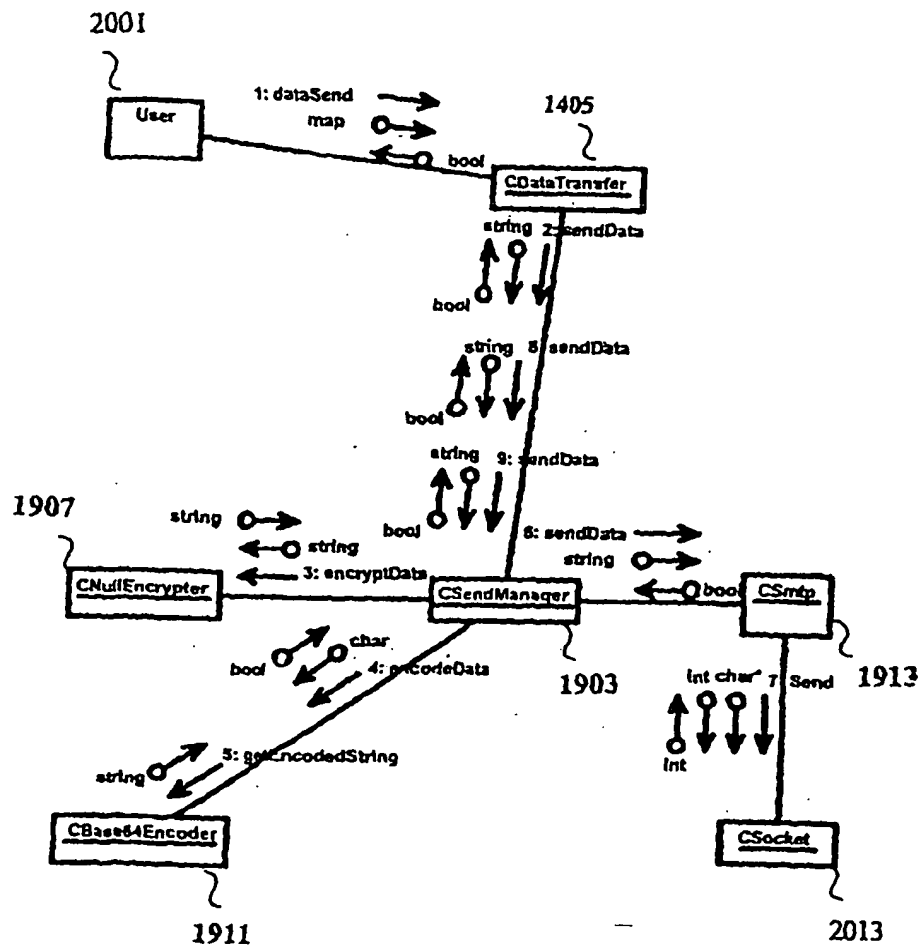 2001
User
1: dataSend
map
bool
1405
CDataTransfer
string 2: sendData
bool
string 8: sendData
bool
string 9: sendData
bool
1907
string
string
3: encryptData
CNullEncrypter
CSendManager
6: sendData
string
bool
CSmtp
1903
1913
char
bool
4: encodeData
Int char* 7: Send
Int
5: getEncodedString
string
CBase64Encoder
CSocket
1911
2013